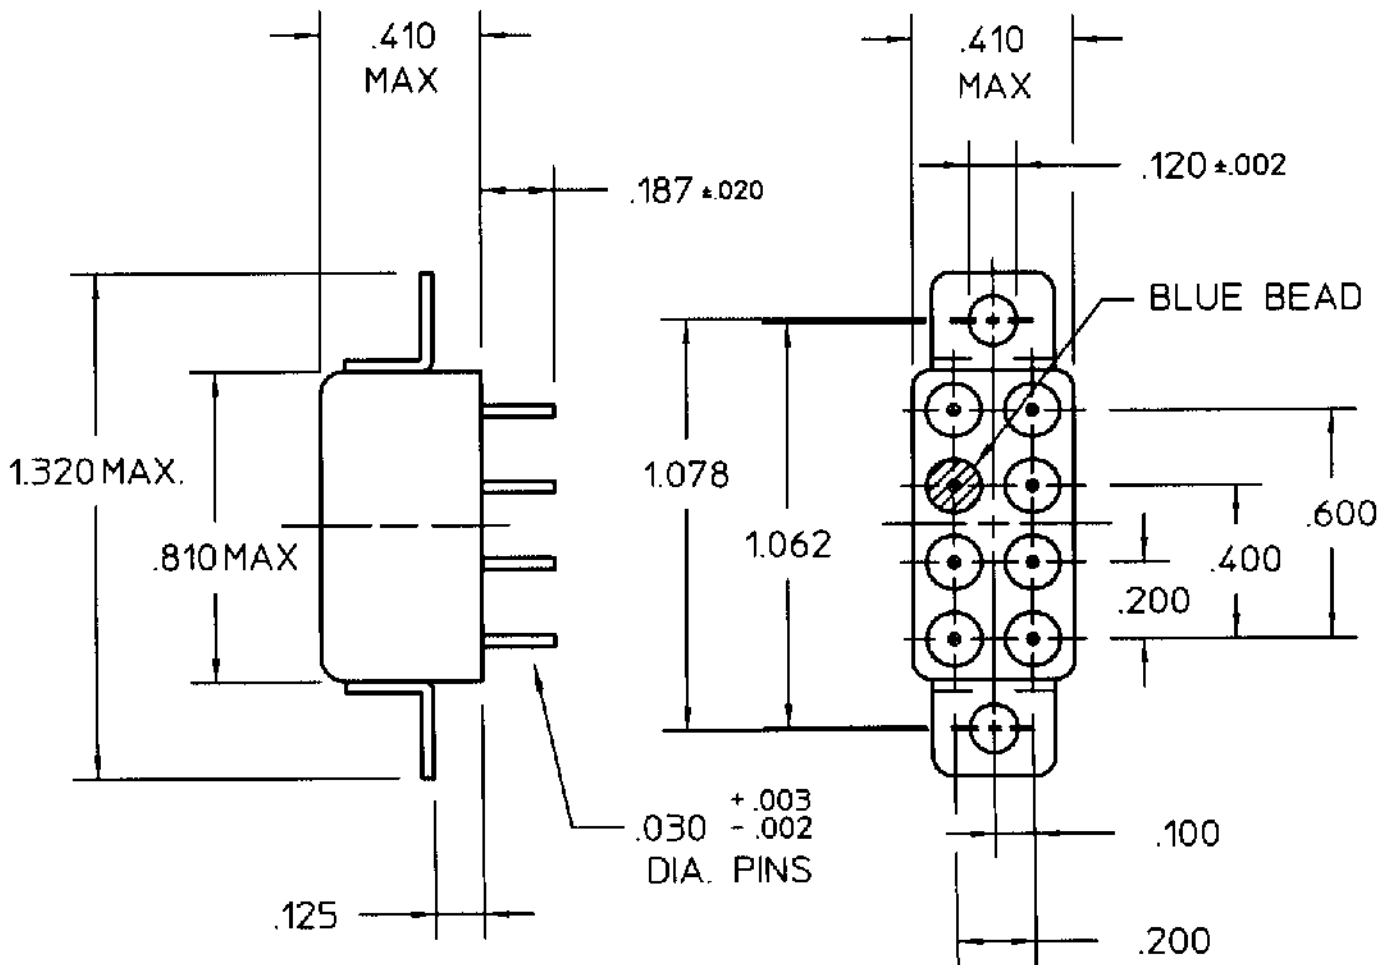 .410
MAX
.410
MAX
.120 ±.002
.187 ±.020
BLUE BEAD
1.320 MAX.
1.078
.600
1.062
.810 MAX
.400
.200
+ .003
.030 - .002
DIA. PINS
.100
.125
.200